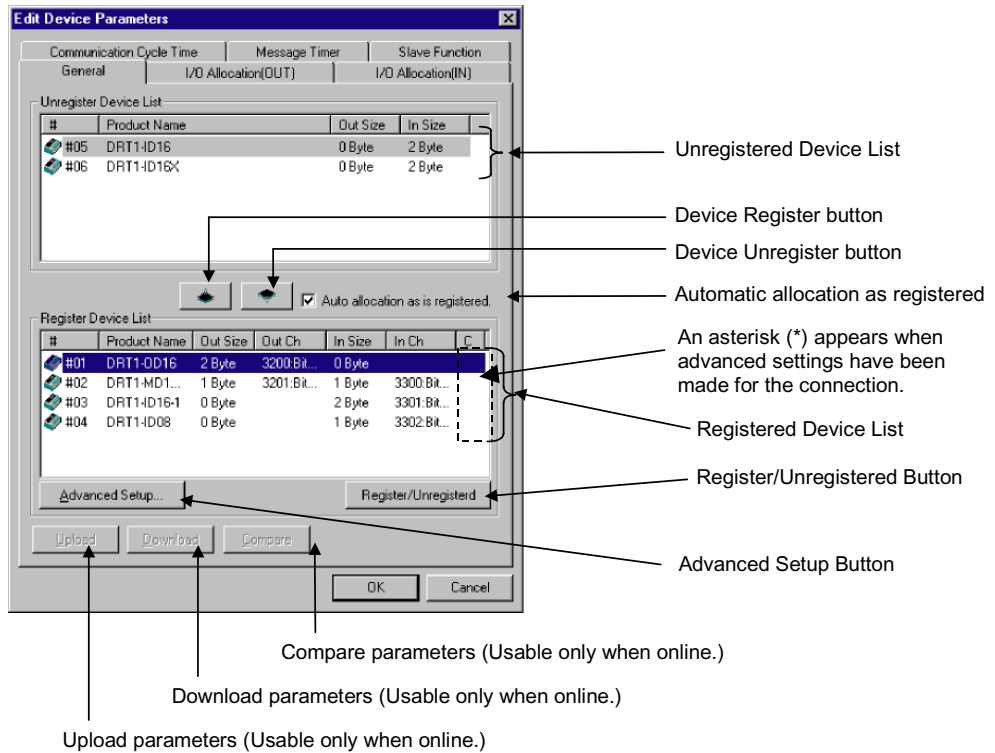 Edit Device Parameters
Communication Cycle Time Message Timer Slave Function
General I/O Allocation(OUT) I/O Allocation(IN)
Unregister Device List
# Product Name Out Size In Size
#05 DRT1-ID16 0 Byte 2 Byte
#06 DRT1-ID16X 0 Byte 2 Byte
Unregistered Device List
Device Register button
Device Unregister button
Auto allocation as is registered.
Automatic allocation as registered
Register Device List
# Product Name Out Size Out Ch In Size In Ch C
#01 DRT1-OD16 2 Byte 3200:Bit... 0 Byte
#02 DRT1-MD1... 1 Byte 3201:Bit... 1 Byte 3300:Bit...
#03 DRT1-ID16-1 0 Byte 2 Byte 3301:Bit...
#04 DRT1-ID08 0 Byte 1 Byte 3302:Bit...
An asterisk (*) appears when
advanced settings have been
made for the connection.
Registered Device List
Advanced Setup... Register/Unregisterd
Register/Unregistered Button
Upload Download Compare
Advanced Setup Button
OK Cancel
Compare parameters (Usable only when online.)
Download parameters (Usable only when online.)
Upload parameters (Usable only when online.)